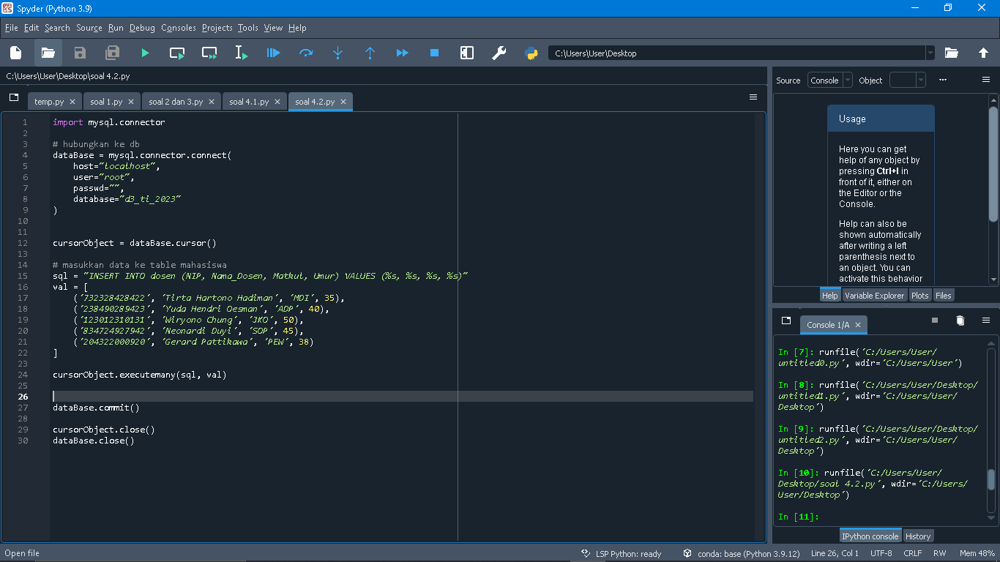 Spyder (Python 3.9)
File Edit Search Source Run Debug Consoles Projects Tools View Help
C:\Users\User\Desktop
C:\Users\User\Desktop\soal 4.2.py
temp.py soal 1.py soal 2 dan 3.py soal 4.1.py soal 4.2.py
1 import mysql.connector
2
3 # hubungkan ke db
4 dataBase = mysql.connector.connect(
5 host="localhost",
6 user="root",
7 passwd="",
8 database="d3_ti_2023"
9 )
10
11
12 cursorObject = dataBase.cursor()
13
14 # masukkan data ke table mahasiswa
15 sql = "INSERT INTO dosen (NIP, Nama_Dosen, Matkul, Umur) VALUES (%s, %s, %s, %s)"
16 val = [
17 ('732328428422', 'Tirta Hartono Hadiman', 'MDI', 35),
18 ('238490289423', 'Yuda Hendri Oesman', 'ADP', 40),
19 ('123012310131', 'Wiryono Chung', 'JKO', 50),
20 ('834724927942', 'Neonardi Duyi', 'SOP', 45),
21 ('204322000920', 'Gerard Pattikawa', 'PEW', 38)
22 ]
23
24 cursorObject.executemany(sql, val)
25
26
27 dataBase.commit()
28
29 cursorObject.close()
30 dataBase.close()
Source Console Object
Usage
Here you can get
help of any object by
pressing Ctrl+I in
front of it, either on
the Editor or the
Console.
Help can also be
shown automatically
after writing a left
parenthesis next to
an object. You can
activate this behavior
Help Variable Explorer Plots Files
Console 1/A
In [7]: runfile('C:/Users/User/
untitled0.py', wdir='C:/Users/User')
In [8]: runfile('C:/Users/User/Desktop/
untitled1.py', wdir='C:/Users/User/
Desktop')
In [9]: runfile('C:/Users/User/Desktop/
untitled2.py', wdir='C:/Users/User/
Desktop')
In [10]: runfile('C:/Users/User/
Desktop/soal 4.2.py', wdir='C:/Users/
User/Desktop')
In [11]:
IPython console History
Open file LSP Python: ready conda: base (Python 3.9.12) Line 26, Col 1 UTF-8 CRLF RW Mem 48%